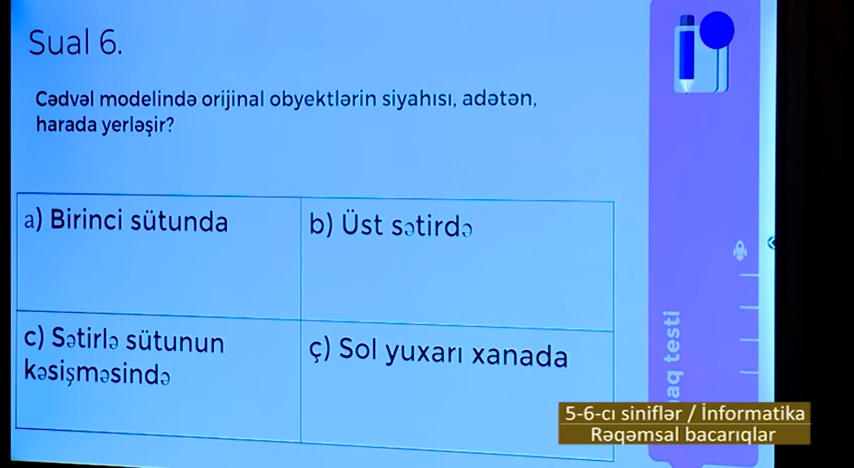 Sual 6.
Cədvəl modelində orijinal obyektlərin siyahısı, adətən,
harada yerləşir?
a) Birinci sütunda
b) Üst sətirdə
c) Sətirlə sütunun
kəsişməsində
ç) Sol yuxarı xanada
testi
5-6-cı siniflər / İnformatika
Rəqəmsal bacarıqlar